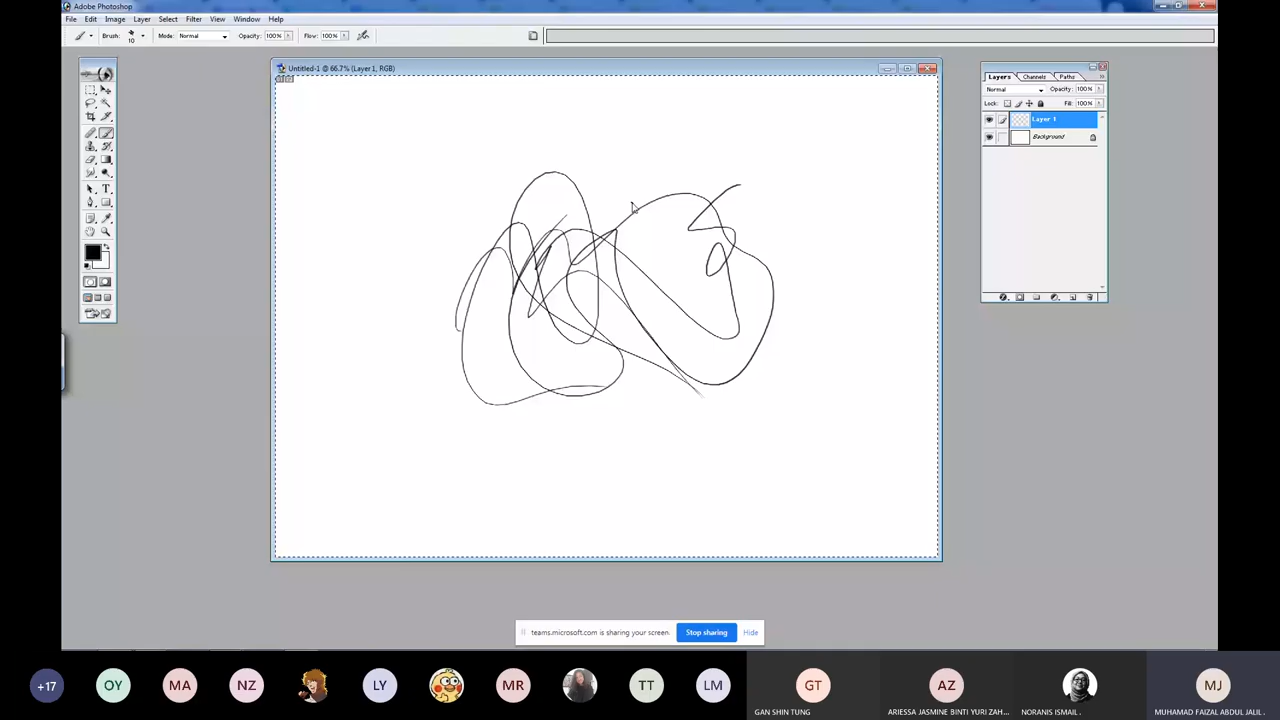 Adobe Photoshop
File Edit Image Layer Select Filter View Window Help
Brush: 10 Mode: Normal Opacity: 100% Flow: 100%
Untitled-1 @ 66.7% (Layer 1, RGB)
Layers Channels Paths
Normal Opacity: 100%
Lock: Fill: 100%
Layer 1
Background
teams.microsoft.com is sharing your screen. Stop sharing Hide
+17 OY MA NZ LY MR TT LM GT AZ MJ
GAN SHIN TUNG ARIESSA JASMINE BINTI YURI ZAH... NORANIS ISMAIL . MUHAMAD FAIZAL ABDUL JALIL .